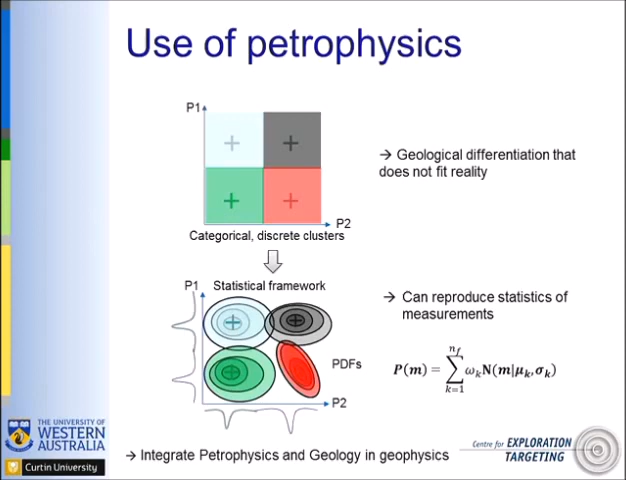 Use of petrophysics
P1
P2
Categorical, discrete clusters
→ Geological differentiation that
does not fit reality
P1
Statistical framework
PDFs
P2
→ Can reproduce statistics of
measurements
P(m) = ∑ₖ₌₁ⁿᶠ ωₖN(m|μₖ,σₖ)
→ Integrate Petrophysics and Geology in geophysics
THE UNIVERSITY OF
WESTERN
AUSTRALIA
Curtin University
Centre for EXPLORATION
TARGETING